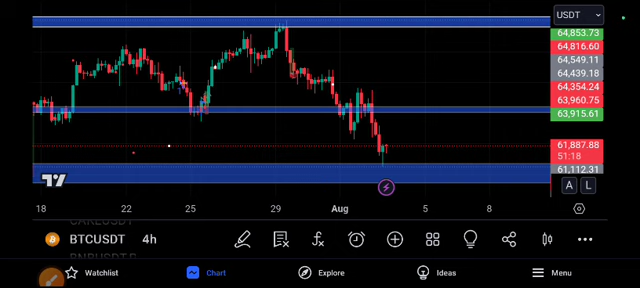 USDT
64,853.73
64,816.60
64,549.11
64,439.18
64,354.24
63,960.75
63,915.61
61,887.88
51:18
61,112.31
A L
18 22 25 29 Aug 5 8
BTCUSDT 4h
Watchlist Chart Explore Ideas Menu